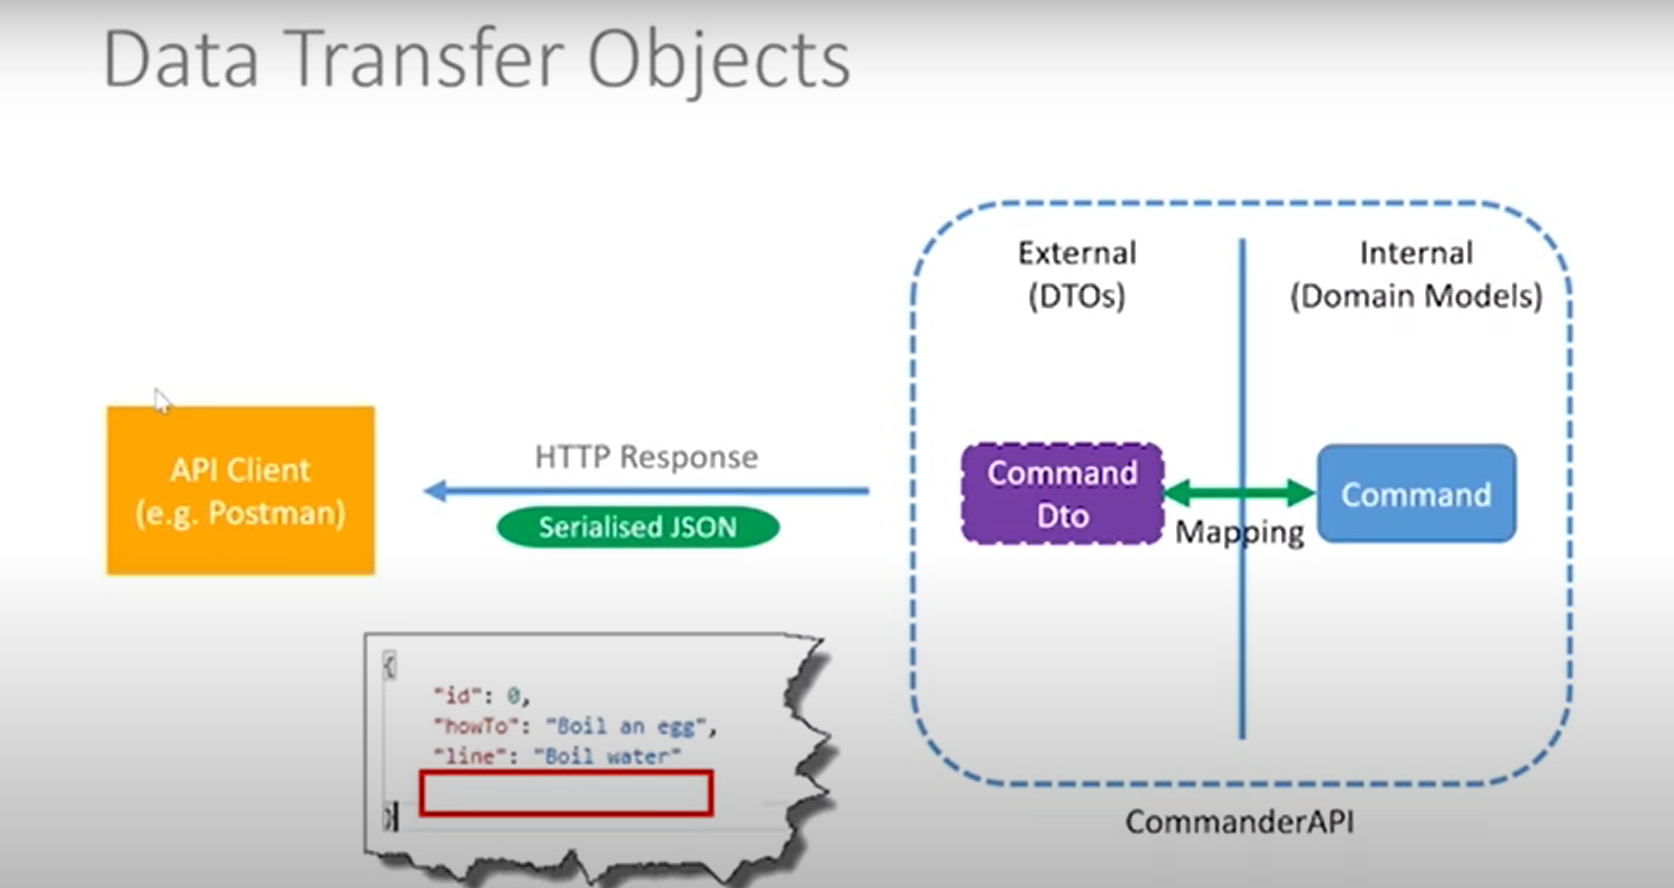 Data Transfer Objects
External
(DTOs)
Internal
(Domain Models)
API Client
(e.g. Postman)
HTTP Response
Serialised JSON
Command
Dto
Mapping
Command
{
"id": 0,
"howTo": "Boil an egg",
"line": "Boil water"
}
CommanderAPI